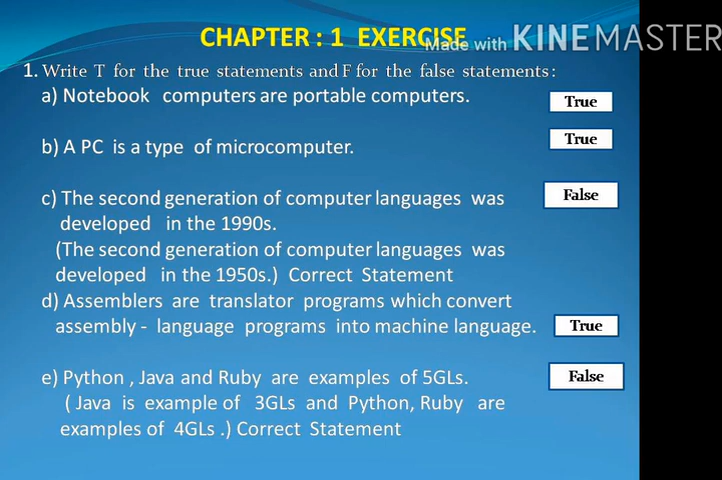 CHAPTER : 1 EXERCISE
Made with KINEMASTER
1. Write T for the true statements and F for the false statements :
a) Notebook computers are portable computers.
True
b) A PC is a type of microcomputer.
True
c) The second generation of computer languages was
False
developed in the 1990s.
(The second generation of computer languages was
developed in the 1950s.) Correct Statement
d) Assemblers are translator programs which convert
assembly - language programs into machine language.
True
e) Python , Java and Ruby are examples of 5GLs.
False
( Java is example of 3GLs and Python, Ruby are
examples of 4GLs .) Correct Statement